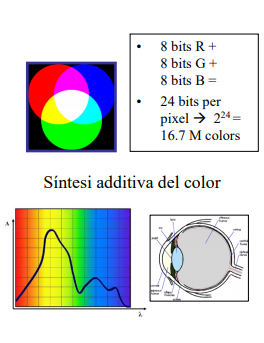 • 8 bits R +
8 bits G +
8 bits B =
• 24 bits per
pixel → 2²⁴ =
16.7 M colors
Síntesi additiva del color
A
λ